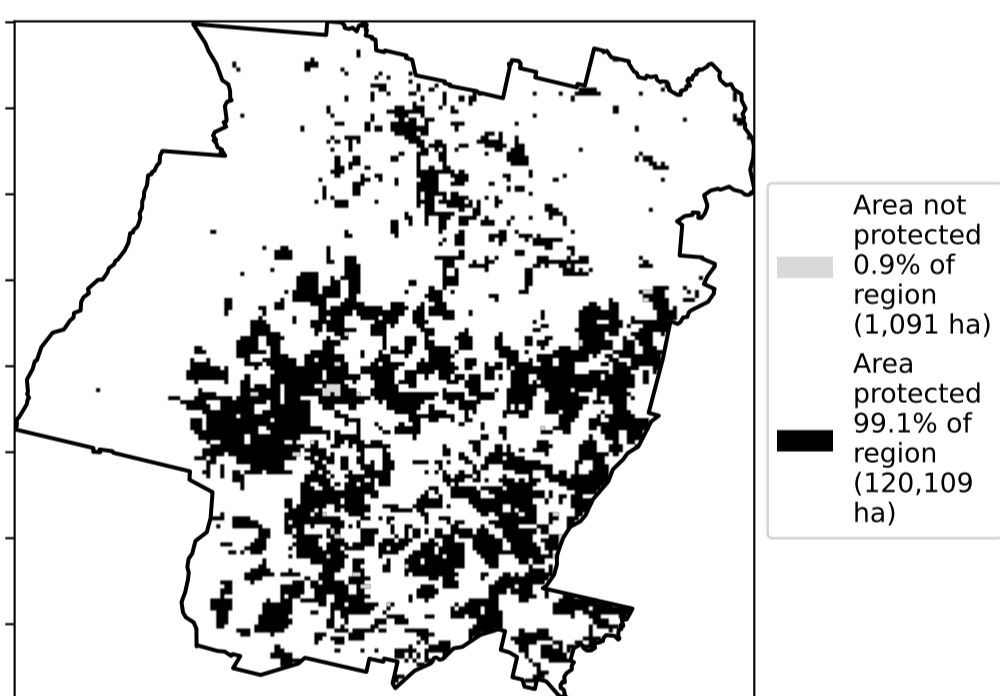 Area not
protected
0.9% of
region
(1,091 ha)
Area
protected
99.1% of
region
(120,109
ha)